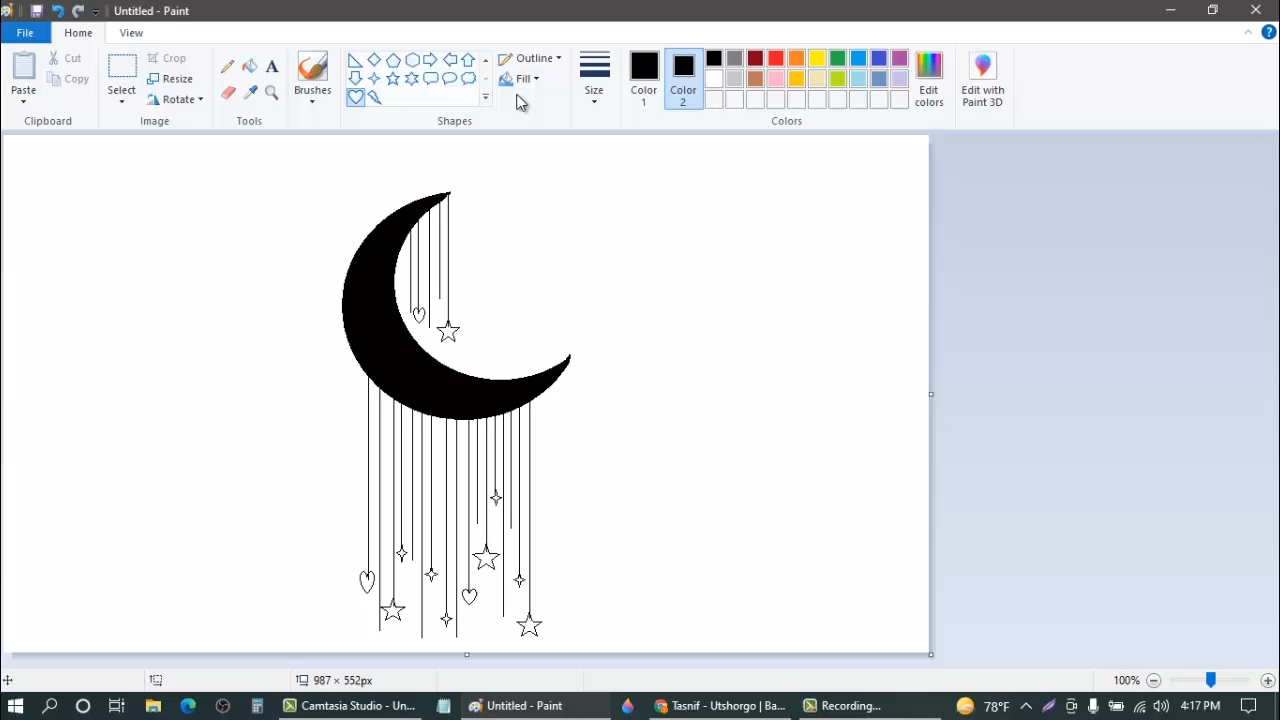 Untitled - Paint
File
Home
View
Paste
Cut
Copy
Clipboard
Select
Crop
Resize
Rotate
Image
A
Tools
Brushes
Shapes
Outline
Fill
Size
Color 1
Color 2
Colors
Edit colors
Edit with Paint 3D
987 × 552px
100%
Camtasia Studio - Un...
Untitled - Paint
Tasnif - Utshorgo | Ba...
Recording...
78°F
4:17 PM